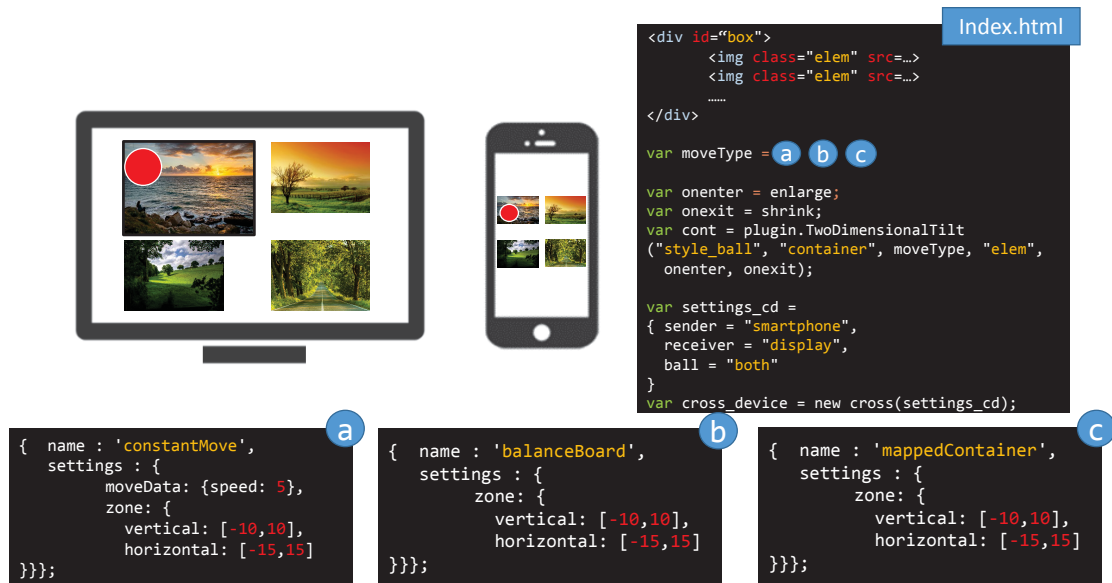 Index.html
<div id=“box">
<img class="elem" src=…>
<img class="elem" src=…>
……
</div>
var moveType = a b c
var onenter = enlarge;
var onexit = shrink;
var cont = plugin.TwoDimensionalTilt
("style_ball", "container", moveType, "elem",
onenter, onexit);
var settings_cd =
{ sender = "smartphone",
receiver = "display",
ball = "both"
}
var cross_device = new cross(settings_cd);
a
{ name : 'constantMove',
settings : {
moveData: {speed: 5},
zone: {
vertical: [-10,10],
horizontal: [-15,15]
}}};
b
{ name : 'balanceBoard',
settings : {
zone: {
vertical: [-10,10],
horizontal: [-15,15]
}}};
c
{ name : 'mappedContainer',
settings : {
zone: {
vertical: [-10,10],
horizontal: [-15,15]
}}};